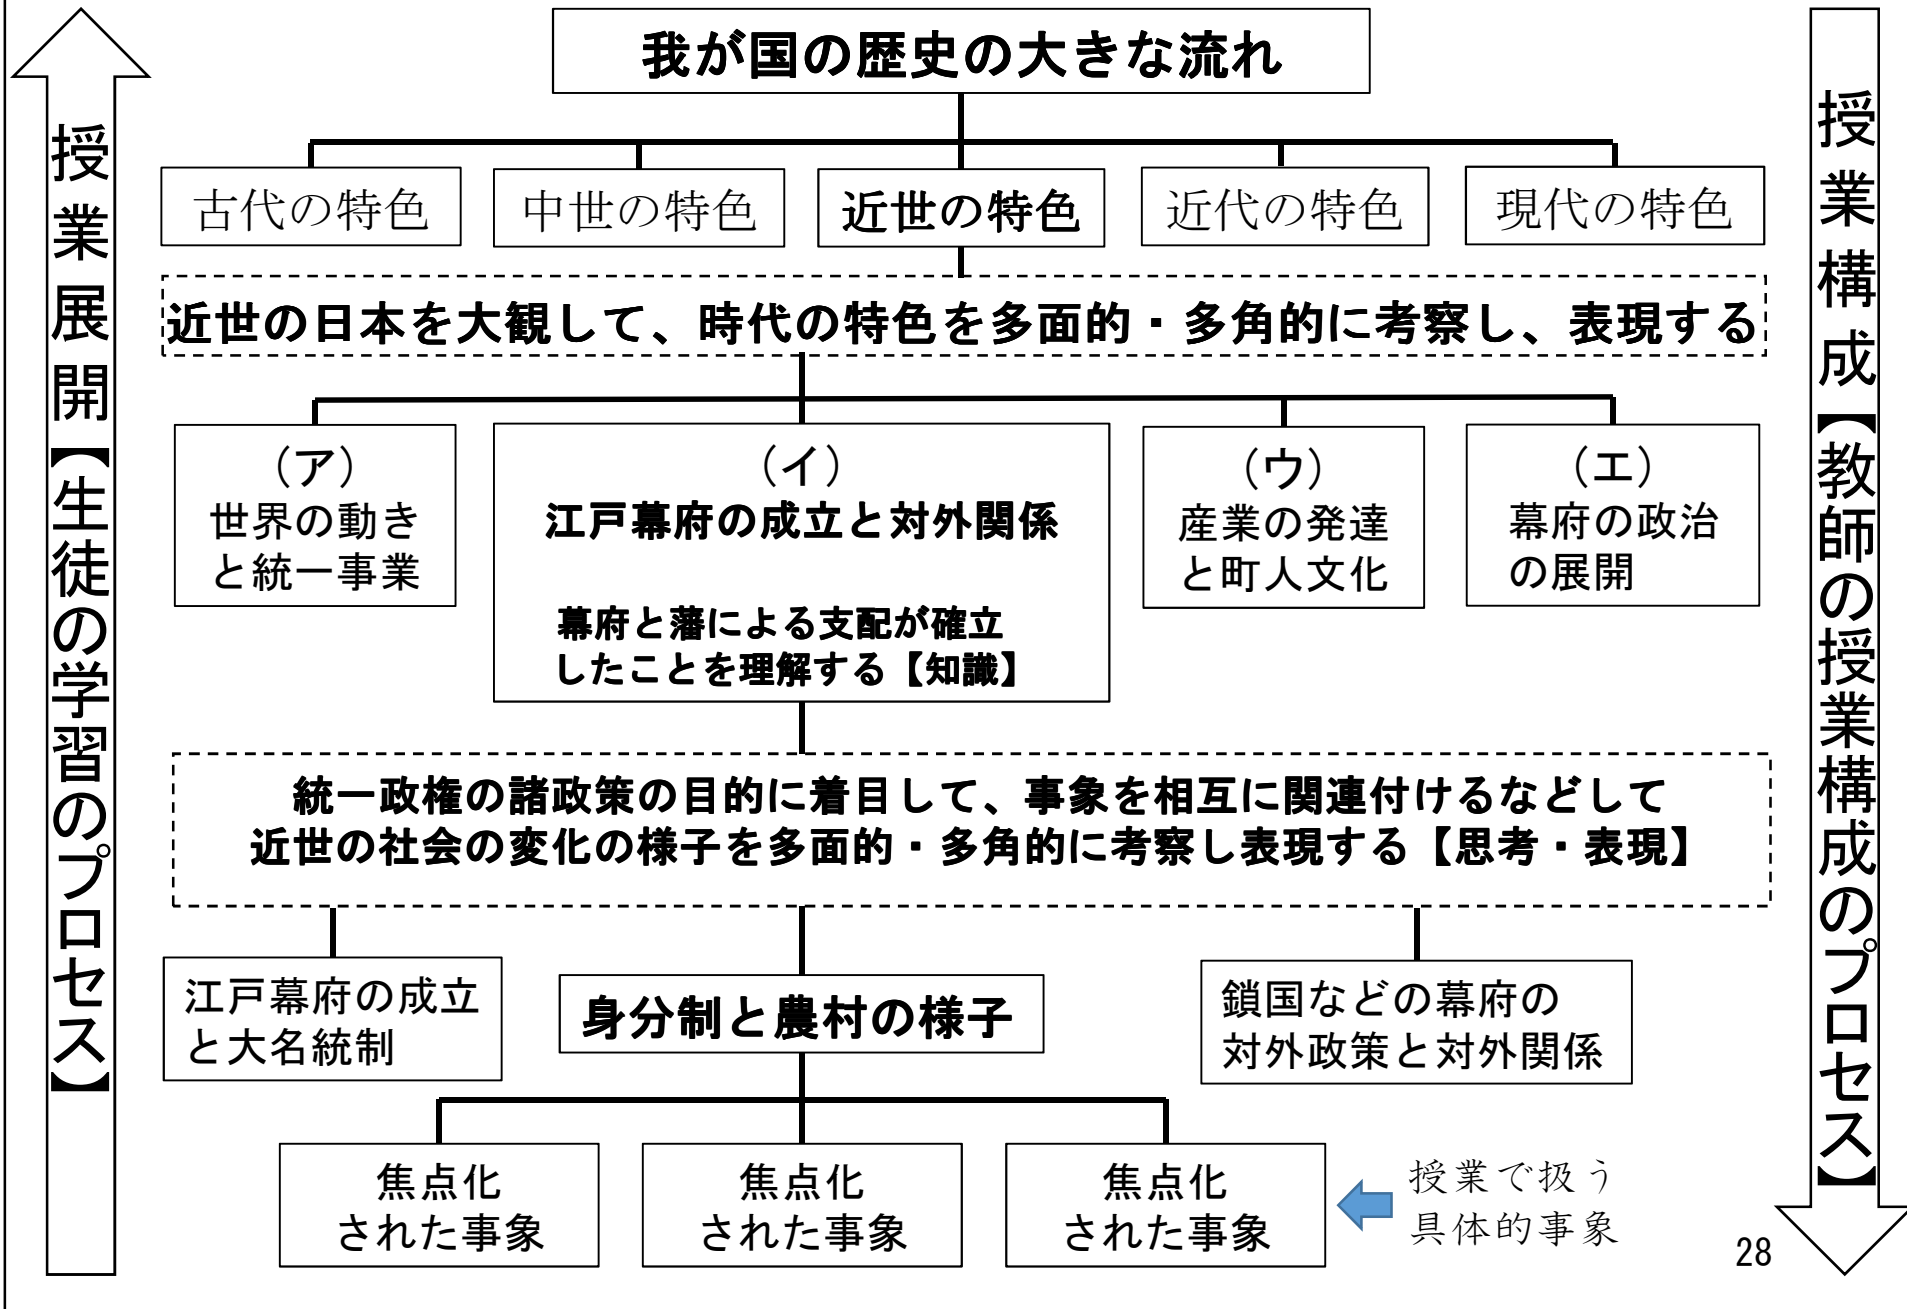 我が国の歴史の大きな流れ
古代の特色
中世の特色
近世の特色
近代の特色
現代の特色
近世の日本を大観して、時代の特色を多面的・多角的に考察し、表現する
（ア）
世界の動き
と統一事業
（イ）
江戸幕府の成立と対外関係
幕府と藩による支配が確立
したことを理解する【知識】
（ウ）
産業の発達
と町人文化
（エ）
幕府の政治
の展開
統一政権の諸政策の目的に着目して、事象を相互に関連付けるなどして
近世の社会の変化の様子を多面的・多角的に考察し表現する【思考・表現】
江戸幕府の成立
と大名統制
身分制と農村の様子
鎖国などの幕府の
対外政策と対外関係
焦点化
された事象
焦点化
された事象
焦点化
された事象
授業で扱う
具体的事象
授業展開【生徒の学習のプロセス】
授業構成【教師の授業構成のプロセス】
28